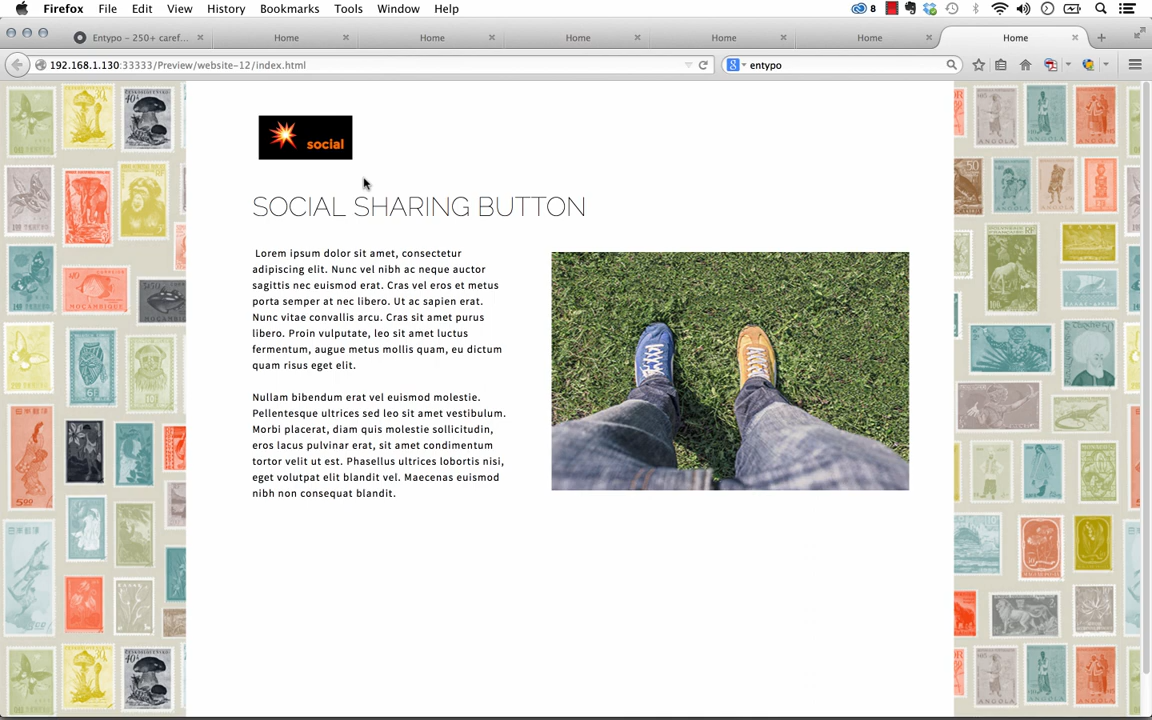 Firefox File Edit View History Bookmarks Tools Window Help 8
Entypo – 250+ caref... Home Home Home Home Home Home
192.168.1.130:33333/Preview/website-12/index.html entypo
social
SOCIAL SHARING BUTTON
Lorem ipsum dolor sit amet, consectetur
adipiscing elit. Nunc vel nibh ac neque auctor
sagittis nec euismod erat. Cras vel eros et metus
porta semper at nec libero. Ut ac sapien erat.
Nunc vitae convallis arcu. Cras sit amet purus
libero. Proin vulputate, leo sit amet luctus
fermentum, augue metus mollis quam, eu dictum
quam risus eget elit.
Nullam bibendum erat vel euismod molestie.
Pellentesque ultrices sed leo sit amet vestibulum.
Morbi placerat, diam quis molestie sollicitudin,
eros lacus pulvinar erat, sit amet condimentum
tortor velit ut est. Phasellus ultrices lobortis nisi,
eget volutpat elit blandit vel. Maecenas euismod
nibh non consequat blandit.